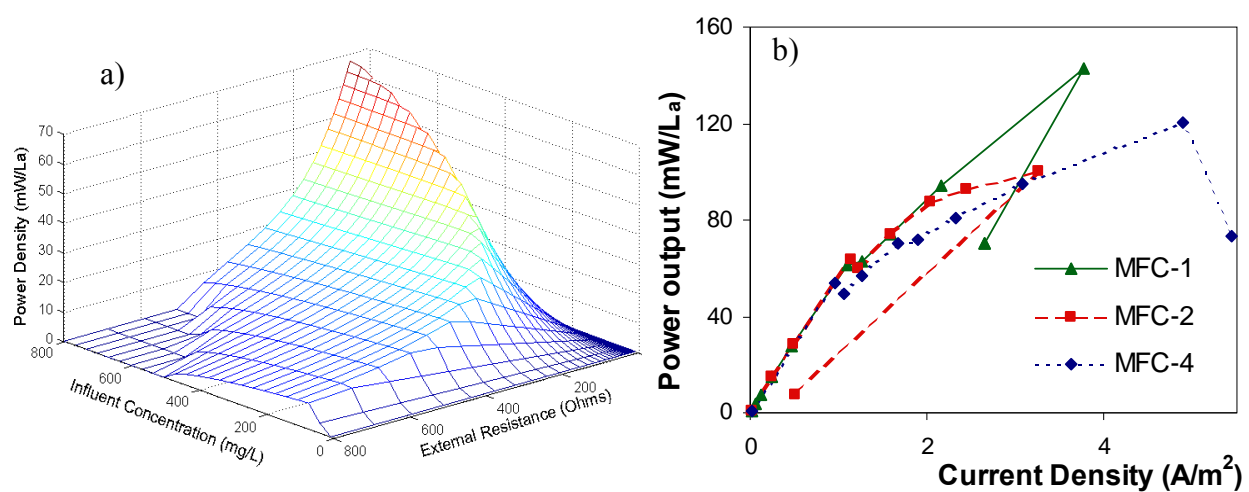 a)
Power Density (mW/La)
70
60
50
40
30
20
10
0
800
600
400
200
0
Influent Concentration (mg/L)
800
600
400
200
External Resistance (Ohms)
b)
Power output (mW/La)
160
120
80
40
0
0
2
4
Current Density (A/m²)
MFC-1
MFC-2
MFC-4